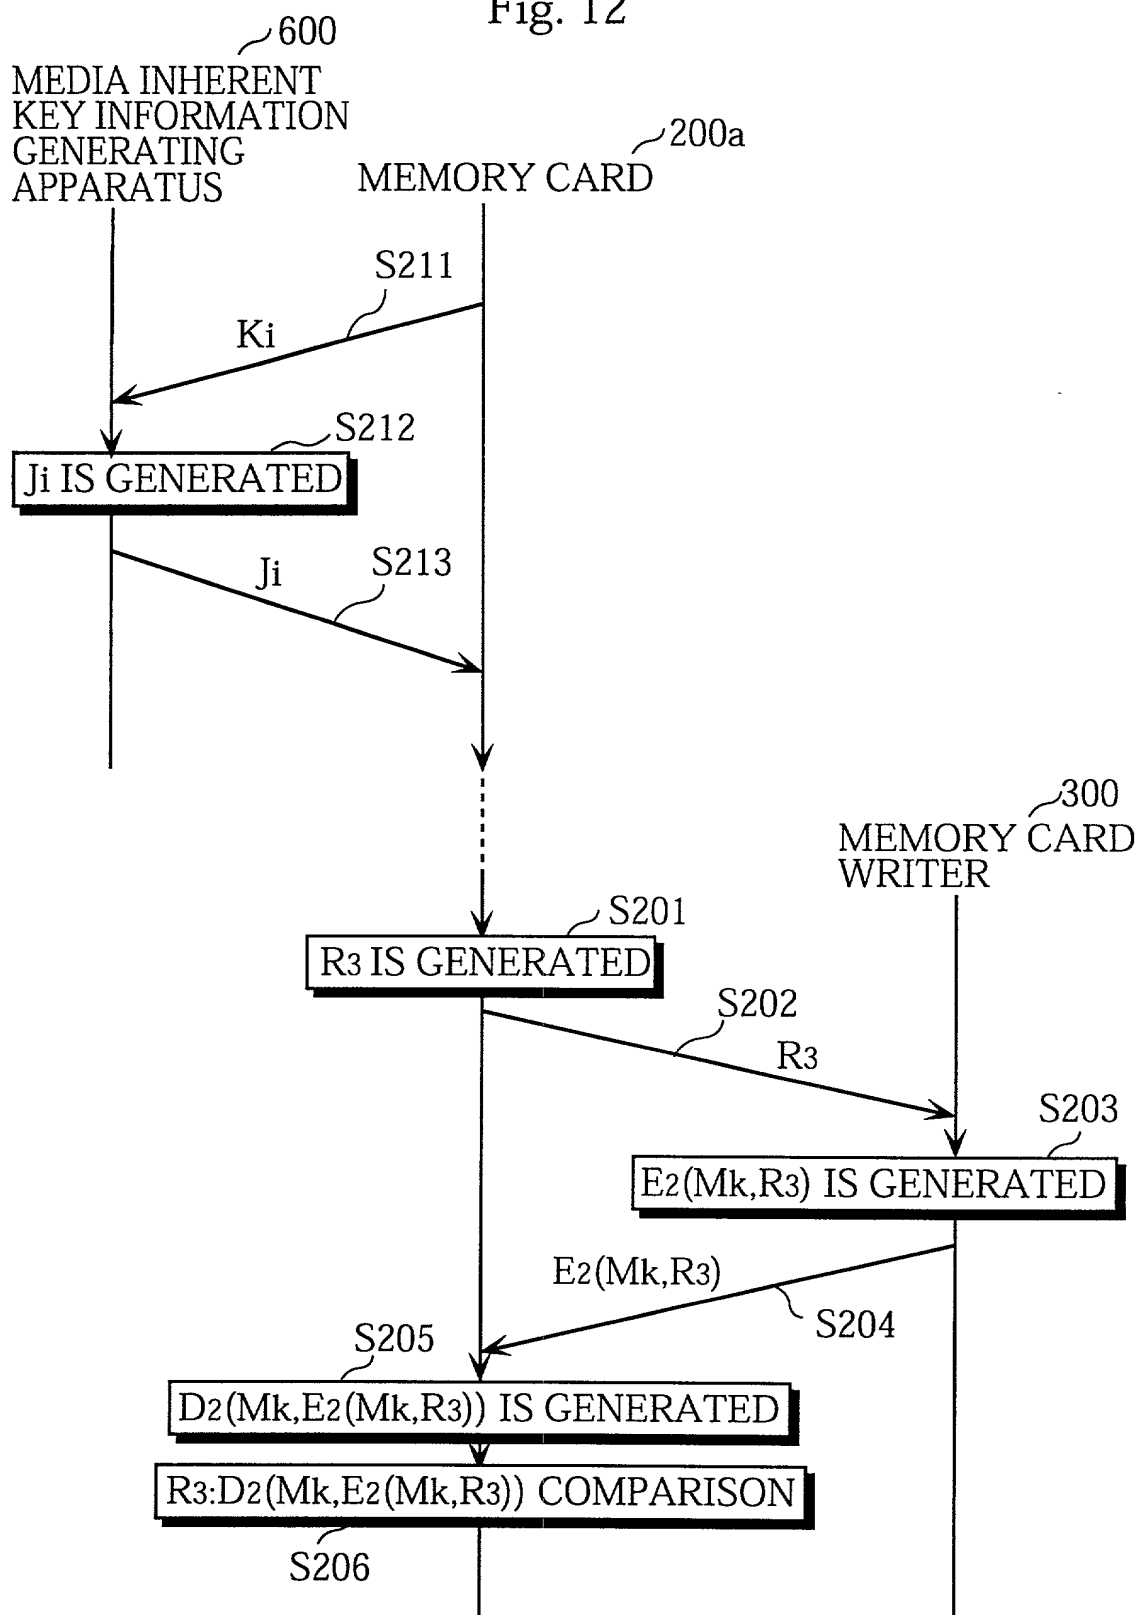 Fig. 12
600
MEDIA INHERENT
KEY INFORMATION
GENERATING
APPARATUS
200a
MEMORY CARD
S211
Ki
S212
Ji IS GENERATED
Ji
S213
300
MEMORY CARD
WRITER
S201
R3 IS GENERATED
S202
R3
S203
E2(Mk,R3) IS GENERATED
E2(Mk,R3)
S204
S205
D2(Mk,E2(Mk,R3)) IS GENERATED
R3:D2(Mk,E2(Mk,R3)) COMPARISON
S206